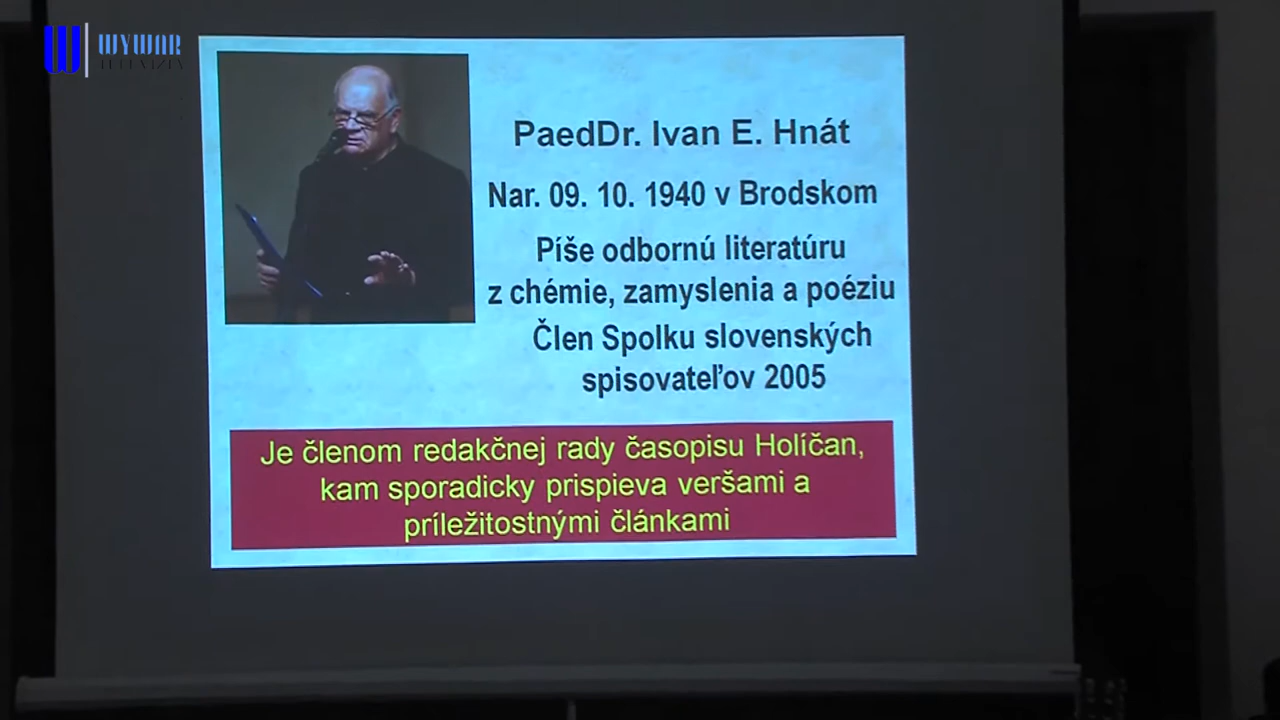 WYWAR
TELEVÍZIA
PaedDr. Ivan E. Hnát
Nar. 09. 10. 1940 v Brodskom
Píše odbornú literatúru
z chémie, zamyslenia a poéziu
Člen Spolku slovenských
spisovateľov 2005
Je členom redakčnej rady časopisu Holíčan,
kam sporadicky prispieva veršami a
príležitostnými článkami